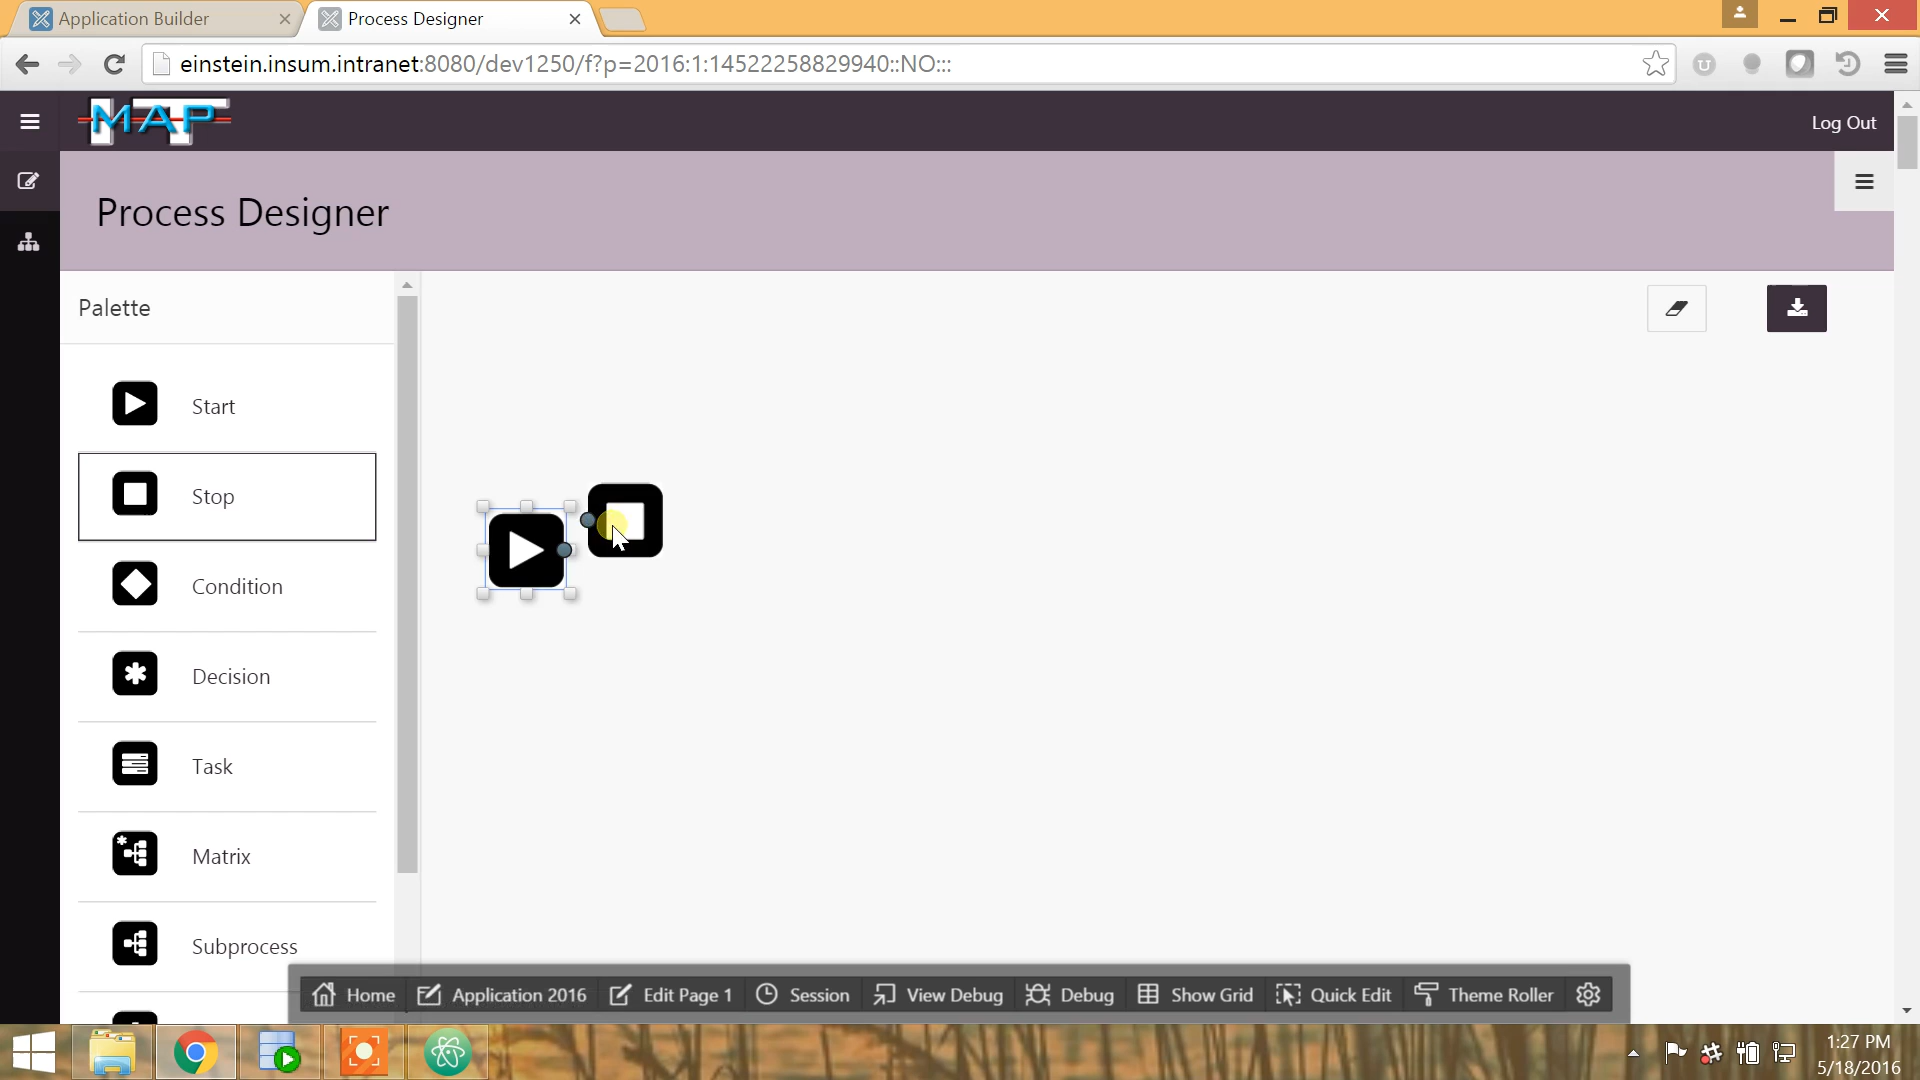 Application Builder
Process Designer
einstein.insum.intranet:8080/dev1250/f?p=2016:1:14522258829940::NO:::
MAP
Log Out
Process Designer
Palette
Start
Stop
Condition
Decision
Task
Matrix
Subprocess
Home
Application 2016
Edit Page 1
Session
View Debug
Debug
Show Grid
Quick Edit
Theme Roller
1:27 PM
5/18/2016